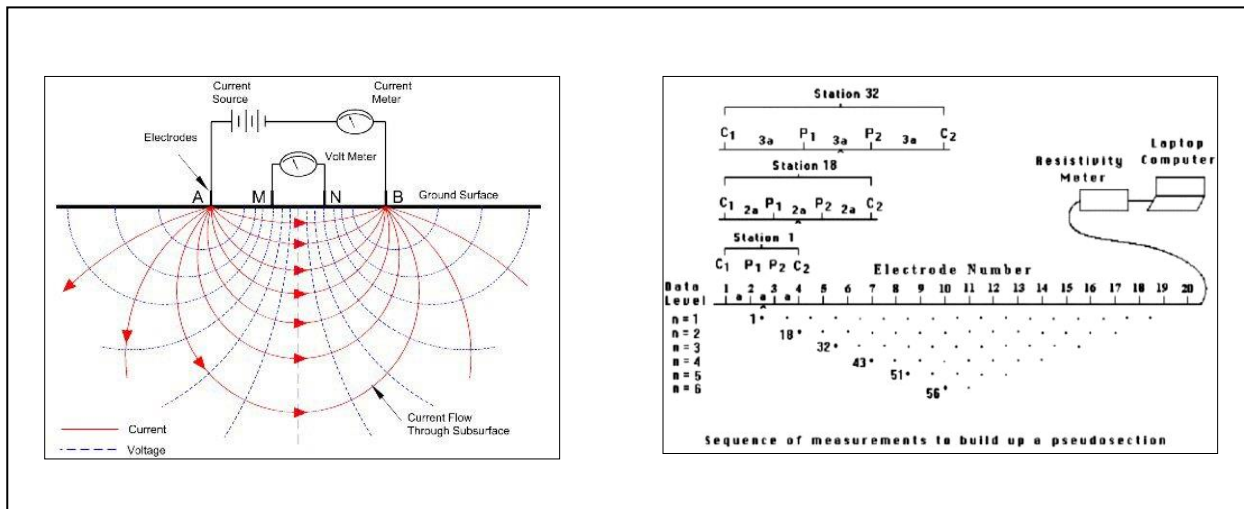 Current
Source
Current
Meter
Electrodes
Volt Meter
A M N B Ground Surface
Current Flow
Through Subsurface
Current
Voltage
Station 32
C1 3a P1 3a P2 3a C2
Station 18
C1 2a P1 2a P2 2a C2
Station 1
C1 P1 P2 C2
Resistivity
Meter
Laptop
Computer
Electrode Number
Data
Level
1 2 3 4 5 6 7 8 9 10 11 12 13 14 15 16 17 18 19 20
a a a
n = 1 1
n = 2 18
n = 3 32
n = 4 43
n = 5 51
n = 6 56
Sequence of measurements to build up a pseudosection